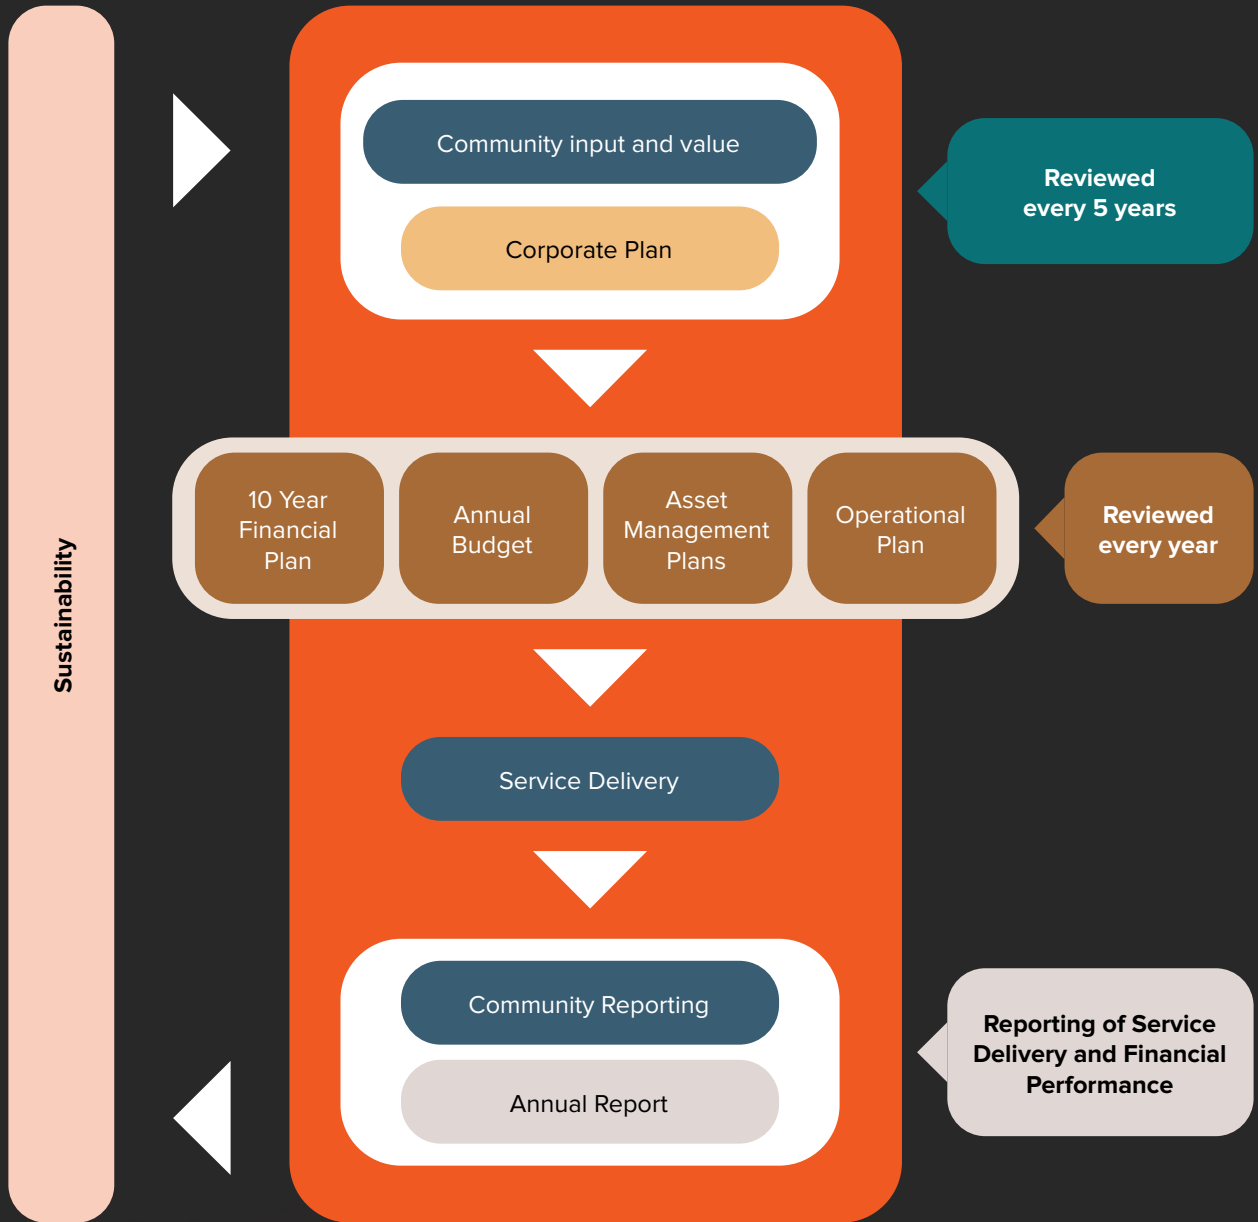 Sustainability
Community input and value
Corporate Plan
Reviewed
every 5 years
10 Year
Financial
Plan
Annual
Budget
Asset
Management
Plans
Operational
Plan
Reviewed
every year
Service Delivery
Community Reporting
Annual Report
Reporting of Service
Delivery and Financial
Performance